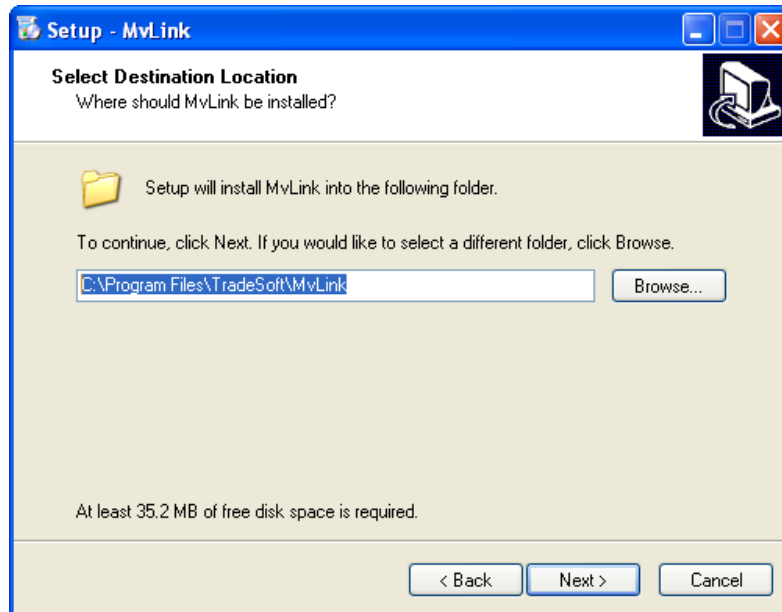 Setup - MvLink
Select Destination Location
Where should MvLink be installed?
Setup will install MvLink into the following folder.
To continue, click Next. If you would like to select a different folder, click Browse.
C:\Program Files\TradeSoft\MvLink
Browse...
At least 35.2 MB of free disk space is required.
< Back
Next >
Cancel